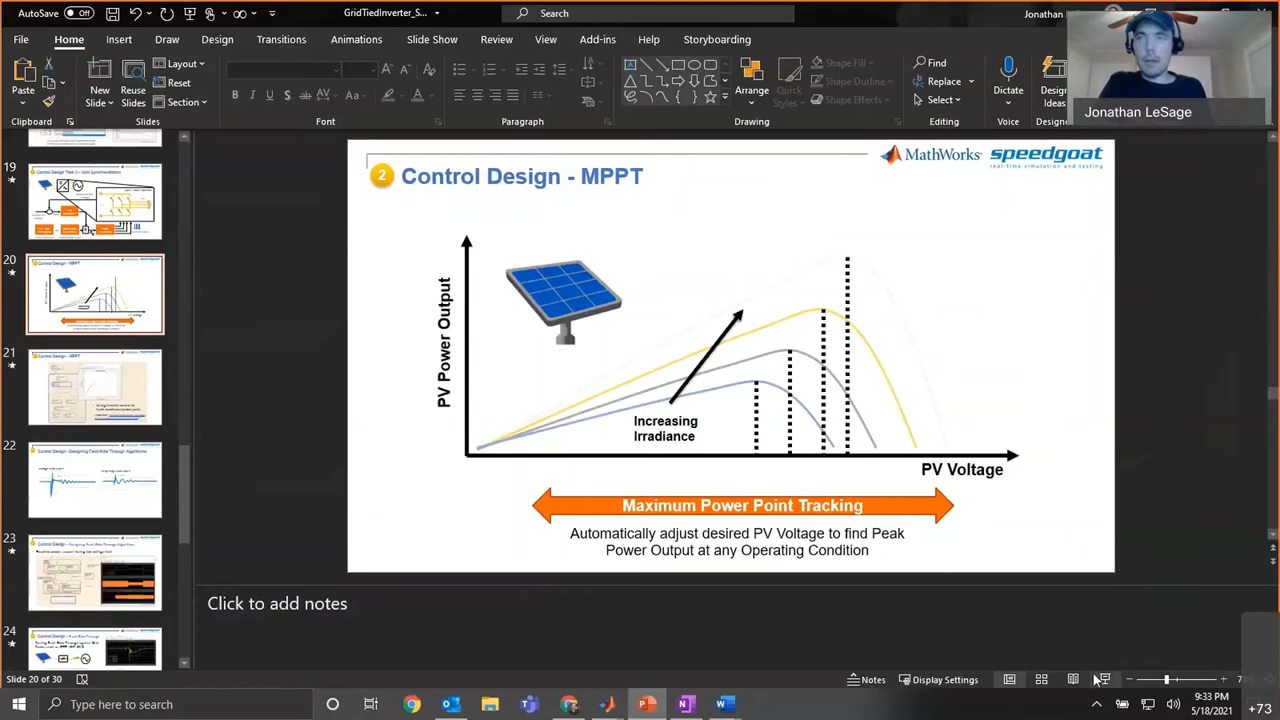 AutoSave Off
GridTiedInverter_S...
Search
Jonathan
File Home Insert Draw Design Transitions Animations Slide Show Review View Add-ins Help Storyboarding
Paste
New Slide
Reuse Slides
Layout
Reset
Section
Shape Fill
Shape Outline
Shape Effects
Arrange
Quick Styles
Find
Replace
Select
Dictate
Design Ideas
Jonathan LeSage
Clipboard
Slides
Font
Paragraph
Drawing
Editing
Voice
Designer
19
20
21
22
23
24
MathWorks
speedgoat
real-time simulation and testing
2 Control Design - MPPT
PV Power Output
Increasing
Irradiance
PV Voltage
Maximum Power Point Tracking
Automatically adjust desired PV Voltage to find Peak
Power Output at any Operating Condition
Click to add notes
Slide 20 of 30
Notes
Display Settings
Type here to search
9:33 PM
5/18/2021
+73